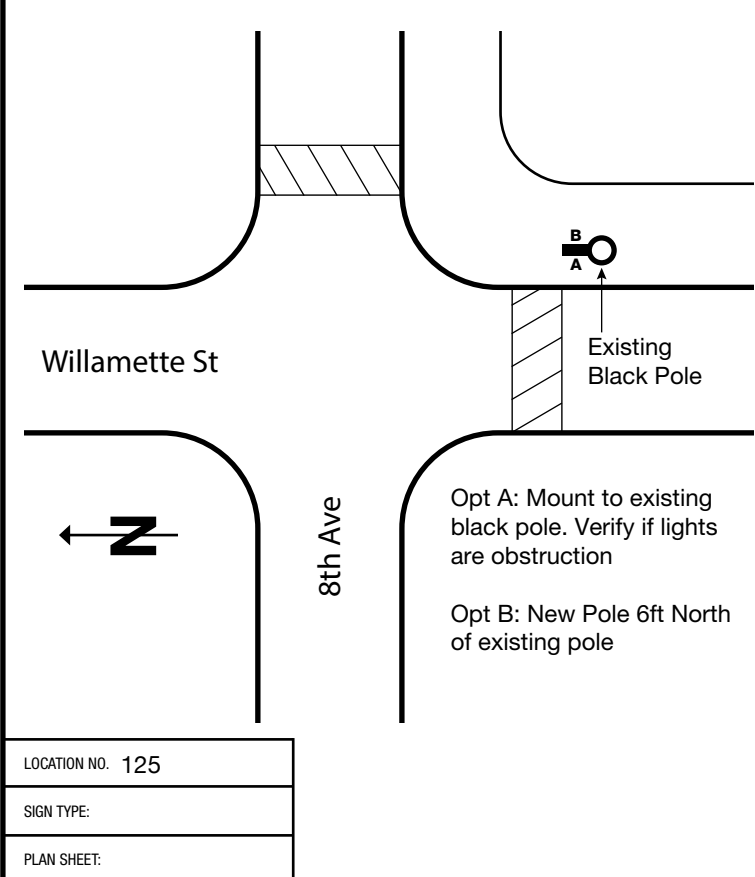 B
A
Existing
Black Pole
Willamette St
N
8th Ave
Opt A: Mount to existing
black pole. Verify if lights
are obstruction
Opt B: New Pole 6ft North
of existing pole
LOCATION NO. 125
SIGN TYPE:
PLAN SHEET: